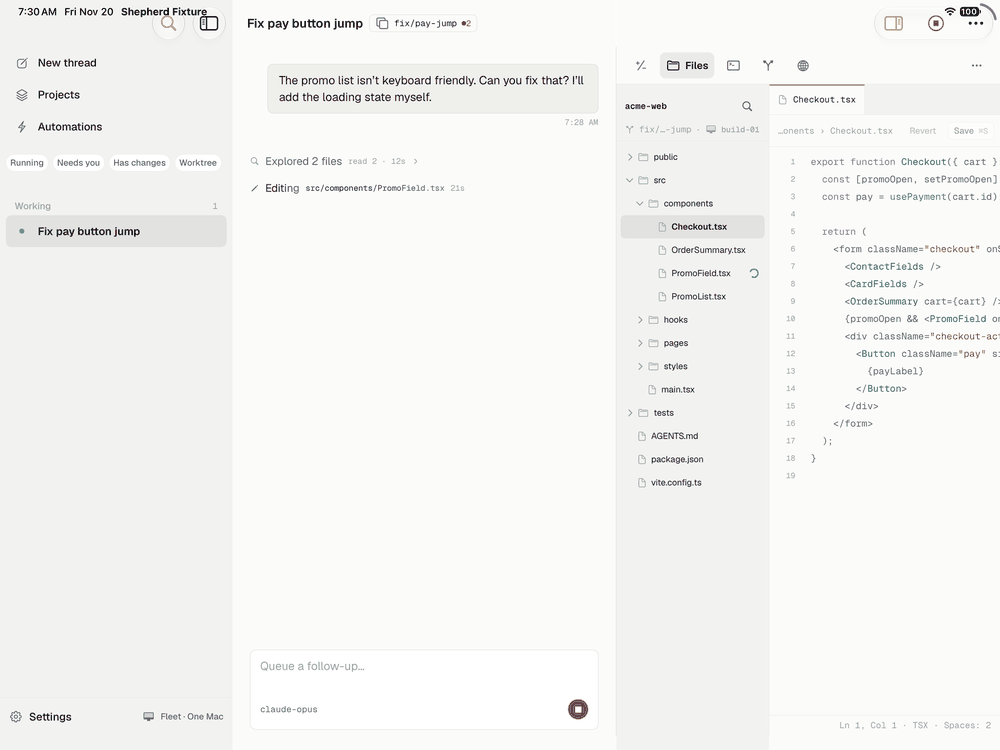 7:30 AM Fri Nov 20 Shepherd Fixture
100
New thread
Projects
Automations
Running Needs you Has changes Worktree
Working 1
Fix pay button jump
Settings
Fleet · One Mac
Fix pay button jump
fix/pay-jump 2
The promo list isn't keyboard friendly. Can you fix that? I'll
add the loading state myself.
7:28 AM
Explored 2 files read 2 · 12s
Editing src/components/PromoField.tsx 21s
Queue a follow-up…
claude-opus
Files
acme-web
fix/…-jump · build-01
public
src
components
Checkout.tsx
OrderSummary.tsx
PromoField.tsx
PromoList.tsx
hooks
pages
styles
main.tsx
tests
AGENTS.md
package.json
vite.config.ts
Checkout.tsx
…onents › Checkout.tsx Revert Save ⌘S
1 export function Checkout({ cart }
2 const [promoOpen, setPromoOpen]
3 const pay = usePayment(cart.id)
4
5 return (
6 <form className="checkout" onS
7 <ContactFields />
8 <CardFields />
9 <OrderSummary cart={cart} />
10 {promoOpen && <PromoField on
11 <div className="checkout-act
12 <Button className="pay" si
13 {payLabel}
14 </Button>
15 </div>
16 </form>
17 );
18 }
19
Ln 1, Col 1 · TSX · Spaces: 2